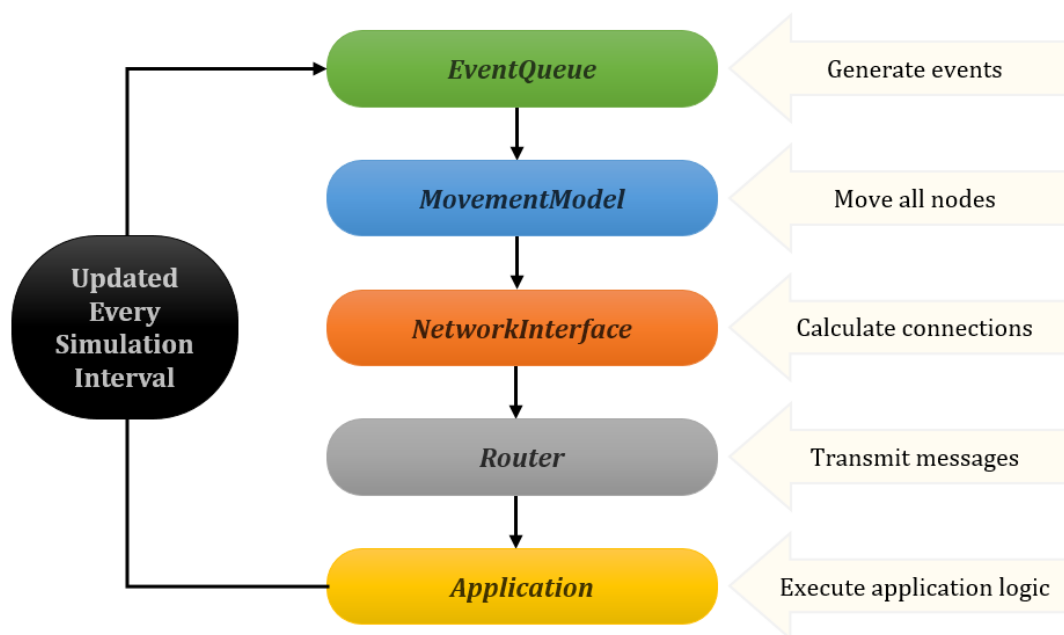 EventQueue
Generate events
MovementModel
Move all nodes
Updated
Every
Simulation
Interval
NetworkInterface
Calculate connections
Router
Transmit messages
Application
Execute application logic